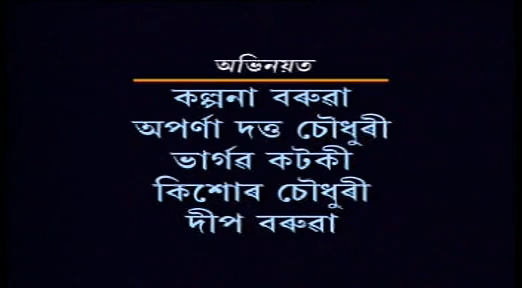 অভিনয়ত
কল্পনা বৰুৱা
অপৰ্ণা দত্ত চৌধুৰী
ভাৰ্গৱ কটকী
কিশোৰ চৌধুৰী
দীপ বৰুৱা